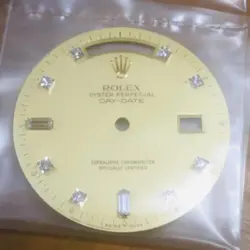 ROLEX
OYSTER PERPETUAL
DAY-DATE
SUPERLATIVE CHRONOMETER
OFFICIALLY CERTIFIED